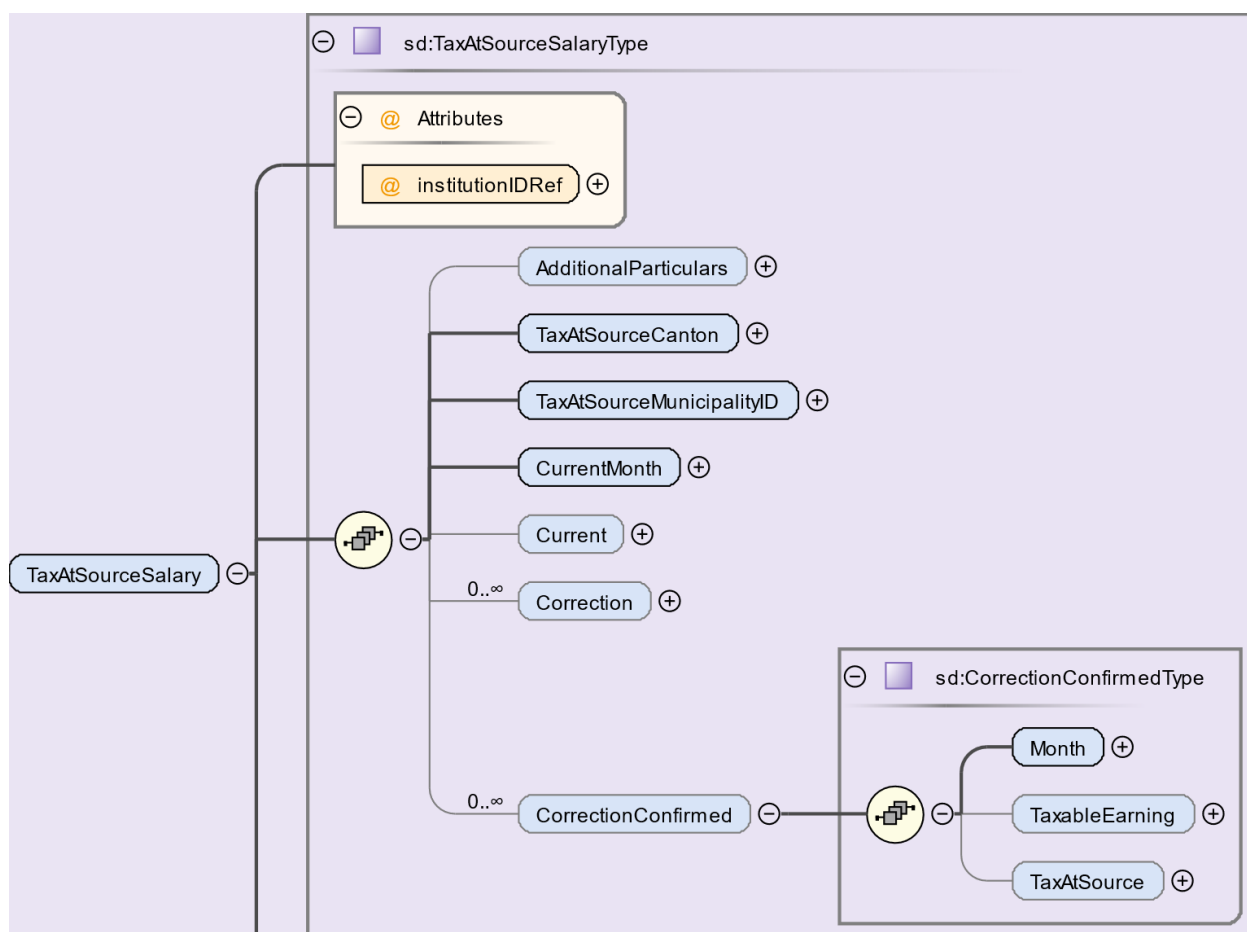 sd:TaxAtSourceSalaryType
@ Attributes
@ institutionIDRef
AdditionalParticulars
TaxAtSourceCanton
TaxAtSourceMunicipalityID
CurrentMonth
Current
TaxAtSourceSalary
0..∞ Correction
sd:CorrectionConfirmedType
Month
0..∞ CorrectionConfirmed
TaxableEarning
TaxAtSource